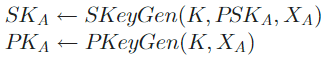 SK_A ← SKeyGen(K, PSK_A, X_A)
PK_A ← PKeyGen(K, X_A)